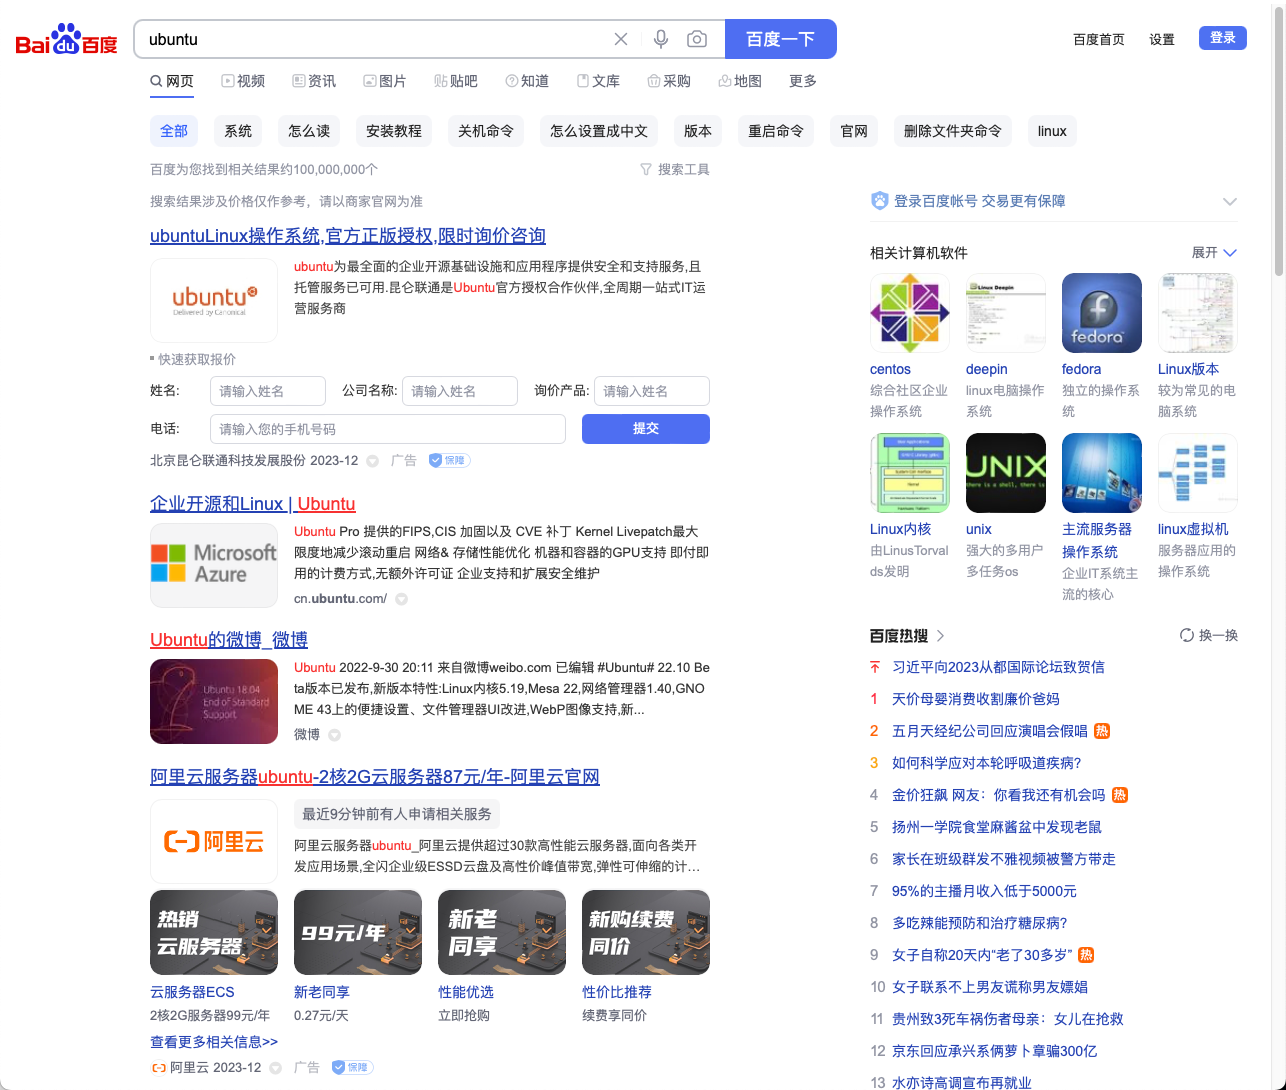 Bai du 百度
ubuntu
百度一下
百度首页 设置 登录
网页 视频 资讯 图片 贴吧 知道 文库 采购 地图 更多
全部 系统 怎么读 安装教程 关机命令 怎么设置成中文 版本 重启命令 官网 删除文件夹命令 linux
百度为您找到相关结果约100,000,000个 搜索工具
搜索结果涉及价格仅作参考，请以商家官网为准
ubuntuLinux操作系统,官方正版授权,限时询价咨询
ubuntu
Delivered by Canonical
ubuntu为最全面的企业开源基础设施和应用程序提供安全和支持服务,且
托管服务已可用.昆仑联通是Ubuntu官方授权合作伙伴,全周期一站式IT运
营服务商
快速获取报价
姓名: 请输入姓名 公司名称: 请输入姓名 询价产品: 请输入姓名
电话: 请输入您的手机号码 提交
北京昆仑联通科技发展股份 2023-12 广告 保障
企业开源和Linux | Ubuntu
Microsoft
Azure
Ubuntu Pro 提供的FIPS,CIS 加固以及 CVE 补丁 Kernel Livepatch最大
限度地减少滚动重启 网络& 存储性能优化 机器和容器的GPU支持 即付即
用的计费方式,无额外许可证 企业支持和扩展安全维护
cn.ubuntu.com/
Ubuntu的微博_微博
Ubuntu 18.04
End of Standard
Support
Ubuntu 2022-9-30 20:11 来自微博weibo.com 已编辑 #Ubuntu# 22.10 Be
ta版本已发布,新版本特性:Linux内核5.19,Mesa 22,网络管理器1.40,GNO
ME 43上的便捷设置、文件管理器UI改进,WebP图像支持,新...
微博
阿里云服务器ubuntu-2核2G云服务器87元/年-阿里云官网
阿里云
最近9分钟前有人申请相关服务
阿里云服务器ubuntu_阿里云提供超过30款高性能云服务器,面向各类开
发应用场景,全闪企业级ESSD云盘及高性价峰值带宽,弹性可伸缩的计...
热销
云服务器
99元/年
新老
同享
新购续费
同价
云服务器ECS 新老同享 性能优选 性价比推荐
2核2G服务器99元/年 0.27元/天 立即抢购 续费享同价
查看更多相关信息>>
阿里云 2023-12 广告 保障
登录百度帐号 交易更有保障
相关计算机软件 展开
Linux Deepin
fedora
centos deepin fedora Linux版本
综合社区企业 linux电脑操作 独立的操作系 较为常见的电
操作系统 系统 统 脑系统
UNIX
there is a shell, there is
Linux内核 unix 主流服务器 linux虚拟机
操作系统
由LinusTorval 强大的多用户 服务器应用的
ds发明 多任务os 操作系统
企业IT系统主
流的核心
百度热搜 换一换
习近平向2023从都国际论坛致贺信
1 天价母婴消费收割廉价爸妈
2 五月天经纪公司回应演唱会假唱 热
3 如何科学应对本轮呼吸道疾病?
4 金价狂飙 网友：你看我还有机会吗 热
5 扬州一学院食堂麻酱盆中发现老鼠
6 家长在班级群发不雅视频被警方带走
7 95%的主播月收入低于5000元
8 多吃辣能预防和治疗糖尿病?
9 女子自称20天内“老了30多岁” 热
10 女子联系不上男友谎称男友嫖娼
11 贵州致3死车祸伤者母亲：女儿在抢救
12 京东回应承兴系俩萝卜章骗300亿
13 水亦诗高调宣布再就业